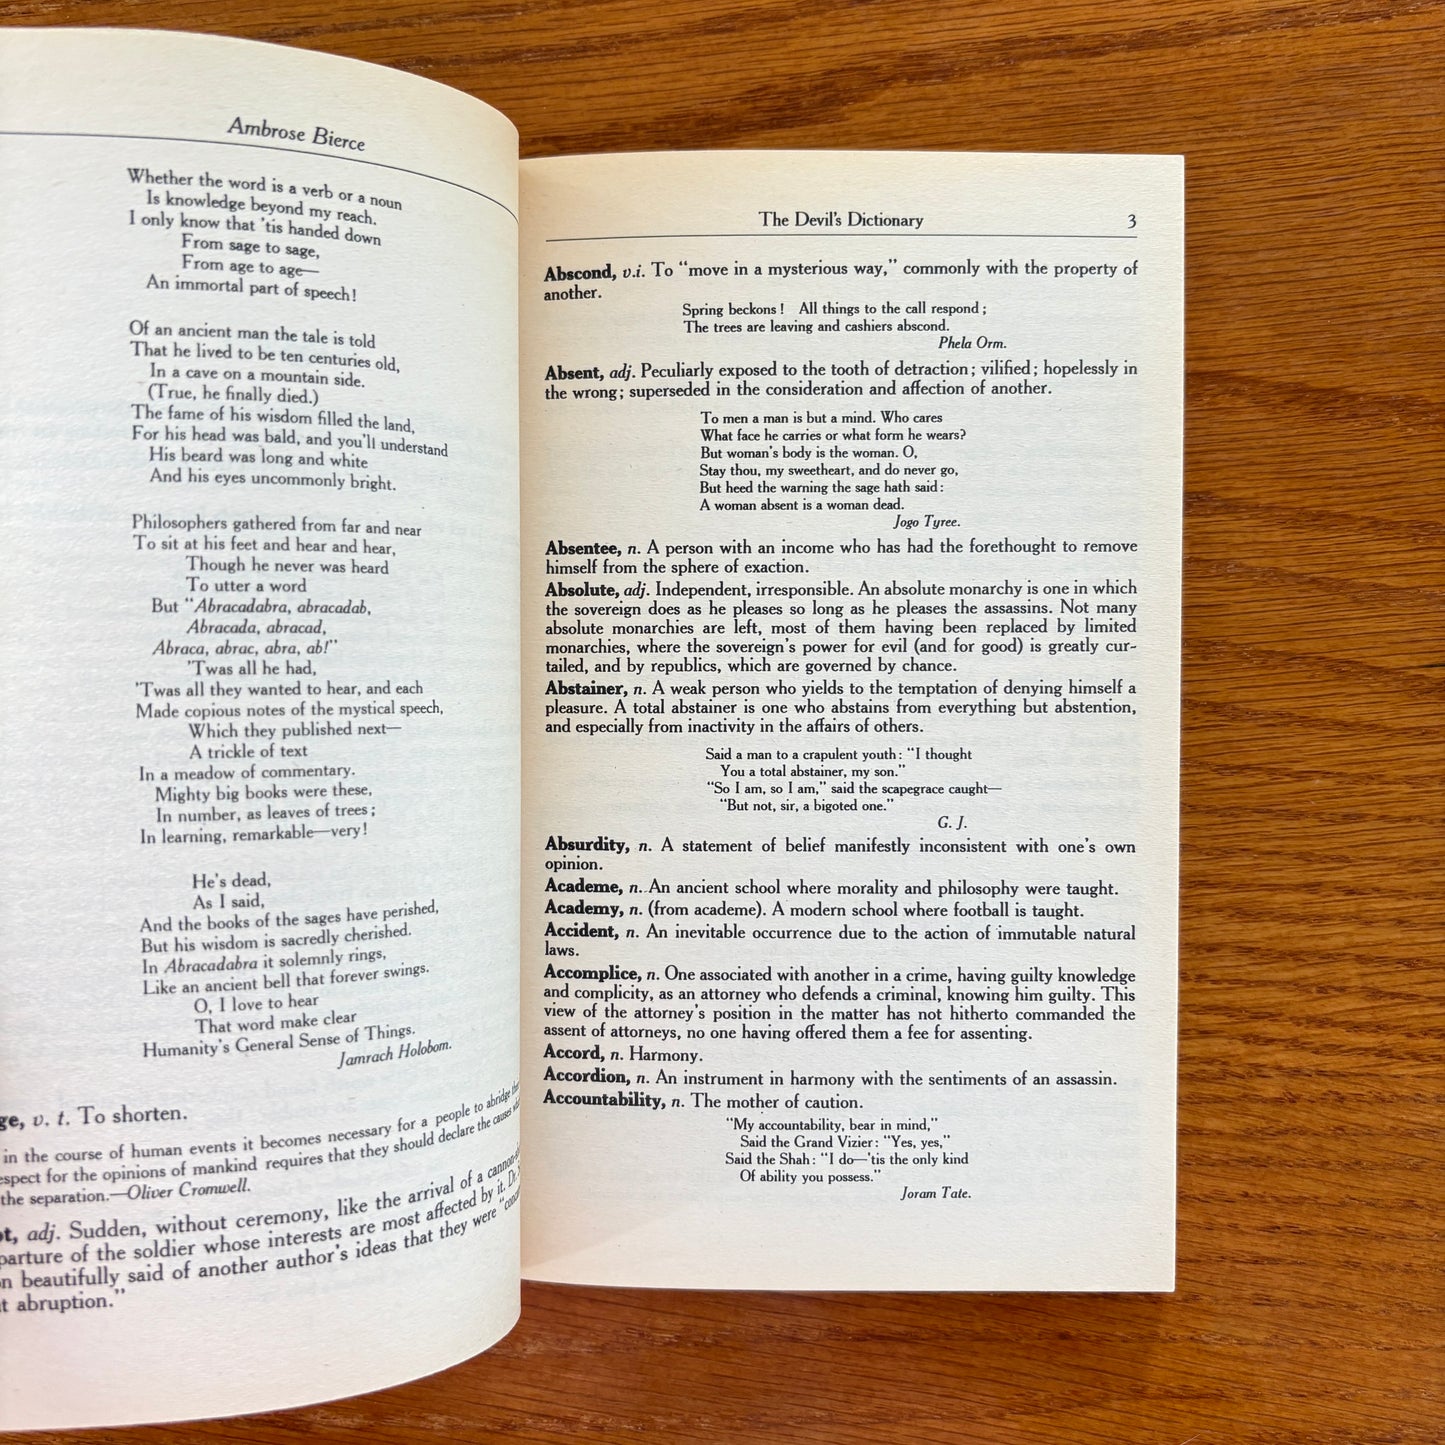 Ambrose Bierce
Whether the word is a verb or a noun
Is knowledge beyond my reach.
I only know that 'tis handed down
From sage to sage,
From age to age—
An immortal part of speech!
Of an ancient man the tale is told
That he lived to be ten centuries old,
In a cave on a mountain side.
(True, he finally died.)
The fame of his wisdom filled the land,
For his head was bald, and you'll understand
His beard was long and white
And his eyes uncommonly bright.
Philosophers gathered from far and near
To sit at his feet and hear and hear,
Though he never was heard
To utter a word
But "Abracadabra, abracadab,
Abracada, abracad,
Abraca, abrac, abra, ab!"
'Twas all he had,
'Twas all they wanted to hear, and each
Made copious notes of the mystical speech,
Which they published next—
A trickle of text
In a meadow of commentary.
Mighty big books were these,
In number, as leaves of trees;
In learning, remarkable—very!
He's dead,
As I said,
And the books of the sages have perished,
But his wisdom is sacredly cherished.
In Abracadabra it solemnly rings,
Like an ancient bell that forever swings.
O, I love to hear
That word make clear
Humanity's General Sense of Things.
Jamrach Holobom.
v. t. To shorten.
in the course of human events it becomes necessary for a people to abridge
for the opinions of mankind requires that they should declare the causes
the separation.—Oliver Cromwell.
adj. Sudden, without ceremony, like the arrival of a
of the soldier whose interests are most affected by it. Dr.
beautifully said of another author's ideas that they were
abruption."
The Devil's Dictionary 3
Abscond, v.i. To "move in a mysterious way," commonly with the property of
another.
Spring beckons! All things to the call respond;
The trees are leaving and cashiers abscond.
Phela Orm.
Absent, adj. Peculiarly exposed to the tooth of detraction; vilified; hopelessly in
the wrong; superseded in the consideration and affection of another.
To men a man is but a mind. Who cares
What face he carries or what form he wears?
But woman's body is the woman. O,
Stay thou, my sweetheart, and do never go,
But heed the warning the sage hath said:
A woman absent is a woman dead.
Jogo Tyree.
Absentee, n. A person with an income who has had the forethought to remove
himself from the sphere of exaction.
Absolute, adj. Independent, irresponsible. An absolute monarchy is one in which
the sovereign does as he pleases so long as he pleases the assassins. Not many
absolute monarchies are left, most of them having been replaced by limited
monarchies, where the sovereign's power for evil (and for good) is greatly cur-
tailed, and by republics, which are governed by chance.
Abstainer, n. A weak person who yields to the temptation of denying himself a
pleasure. A total abstainer is one who abstains from everything but abstention,
and especially from inactivity in the affairs of others.
Said a man to a crapulent youth: "I thought
You a total abstainer, my son."
"So I am, so I am," said the scapegrace caught—
"But not, sir, a bigoted one."
G. J.
Absurdity, n. A statement of belief manifestly inconsistent with one's own
opinion.
Academe, n. An ancient school where morality and philosophy were taught.
Academy, n. (from academe). A modern school where football is taught.
Accident, n. An inevitable occurrence due to the action of immutable natural
laws.
Accomplice, n. One associated with another in a crime, having guilty knowledge
and complicity, as an attorney who defends a criminal, knowing him guilty. This
view of the attorney's position in the matter has not hitherto commanded the
assent of attorneys, no one having offered them a fee for assenting.
Accord, n. Harmony.
Accordion, n. An instrument in harmony with the sentiments of an assassin.
Accountability, n. The mother of caution.
"My accountability, bear in mind,"
Said the Grand Vizier: "Yes, yes,"
Said the Shah: "I do—'tis the only kind
Of ability you possess."
Joram Tate.